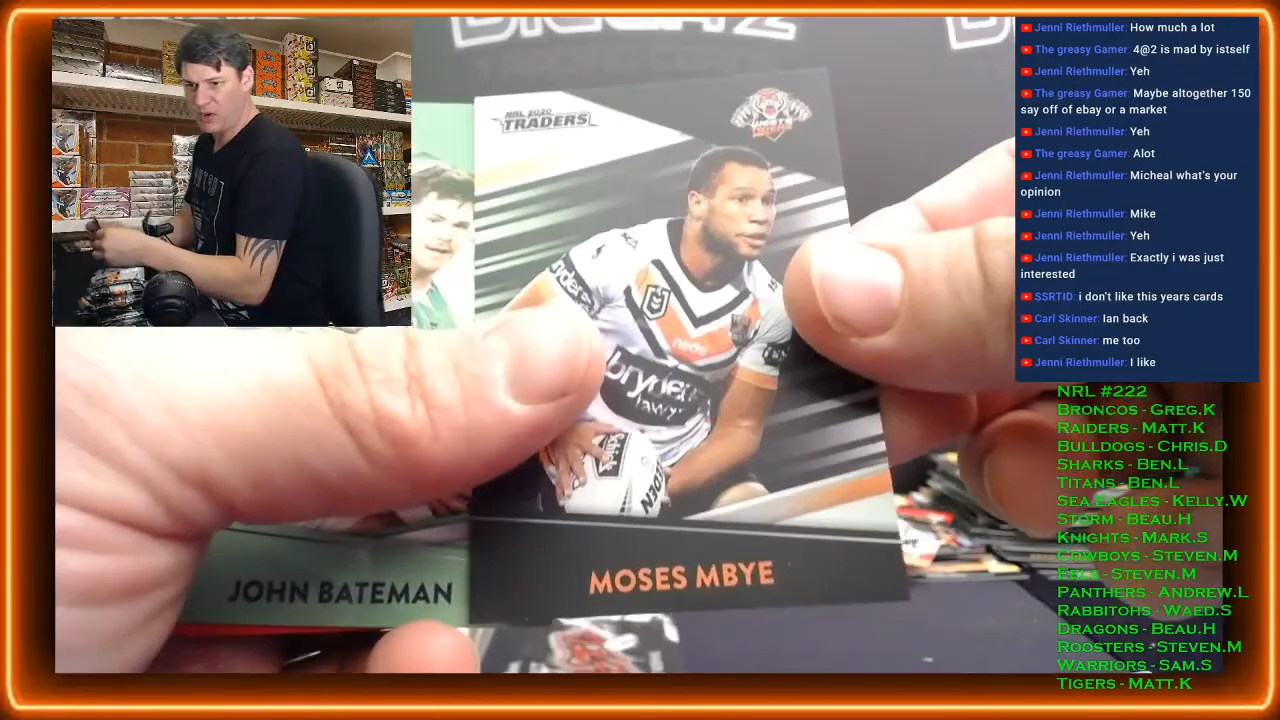 NRL 2020
TRADERS
WESTS
TIGERS
neds
brydens
lawy
JOHN BATEMAN
MOSES MBYE
Jenni Riethmuller: How much a lot
The greasy Gamer: 4@2 is mad by istself
Jenni Riethmuller: Yeh
The greasy Gamer: Maybe altogether 150
say off of ebay or a market
Jenni Riethmuller: Yeh
The greasy Gamer: Alot
Jenni Riethmuller: Micheal what's your
opinion
Jenni Riethmuller: Mike
Jenni Riethmuller: Yeh
Jenni Riethmuller: Exactly i was just
interested
SSRTID: i don't like this years cards
Carl Skinner: Ian back
Carl Skinner: me too
Jenni Riethmuller: I like
NRL #222
Broncos - Greg.K
Raiders - Matt.K
Bulldogs - Chris.D
Sharks - Ben.L
Titans - Ben.L
Sea Eagles - Kelly.W
Storm - Beau.H
Knights - Mark.S
Cowboys - Steven.M
Eels - Steven.M
Panthers - Andrew.L
Rabbitohs - Waed.S
Dragons - Beau.H
Roosters - Steven.M
Warriors - Sam.S
Tigers - Matt.K